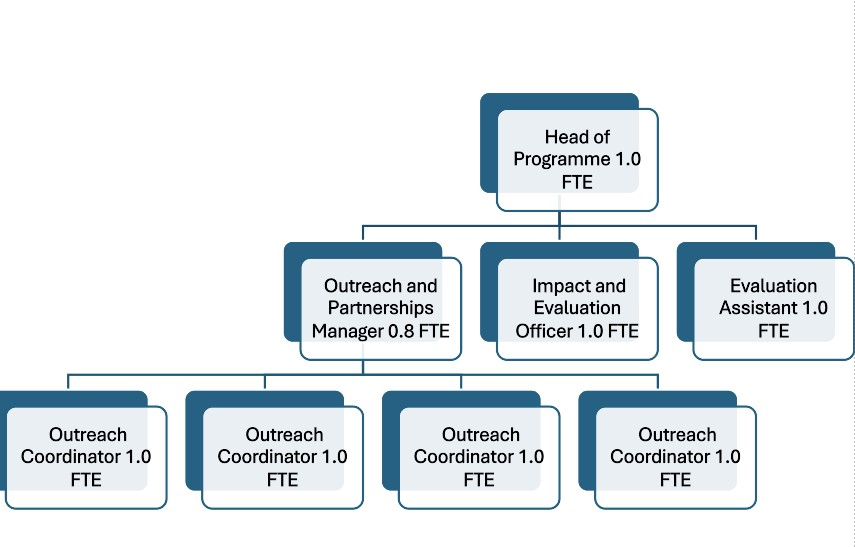 Head of
Programme 1.0
FTE
Outreach and
Partnerships
Manager 0.8 FTE
Impact and
Evaluation
Officer 1.0 FTE
Evaluation
Assistant 1.0
FTE
Outreach
Coordinator 1.0
FTE
Outreach
Coordinator 1.0
FTE
Outreach
Coordinator 1.0
FTE
Outreach
Coordinator 1.0
FTE